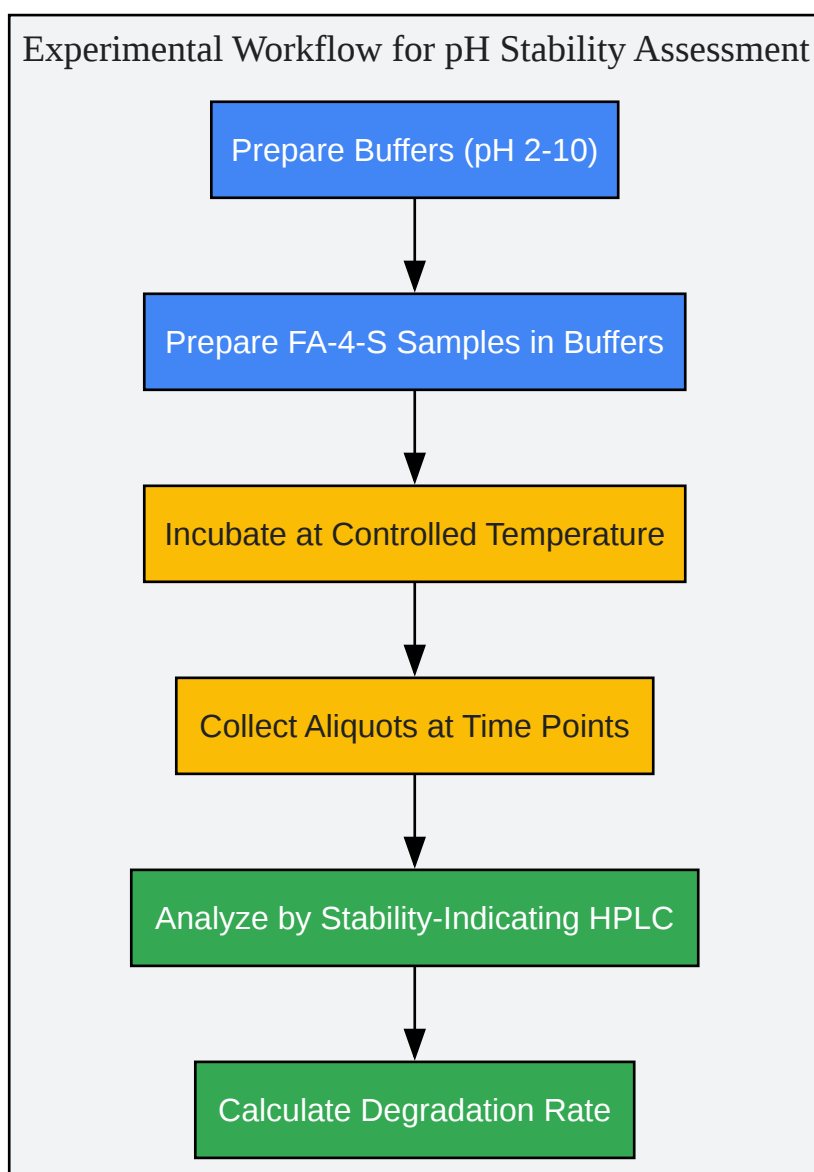 Experimental Workflow for pH Stability Assessment
Prepare Buffers (pH 2-10)
Prepare FA-4-S Samples in Buffers
Incubate at Controlled Temperature
Collect Aliquots at Time Points
Analyze by Stability-Indicating HPLC
Calculate Degradation Rate